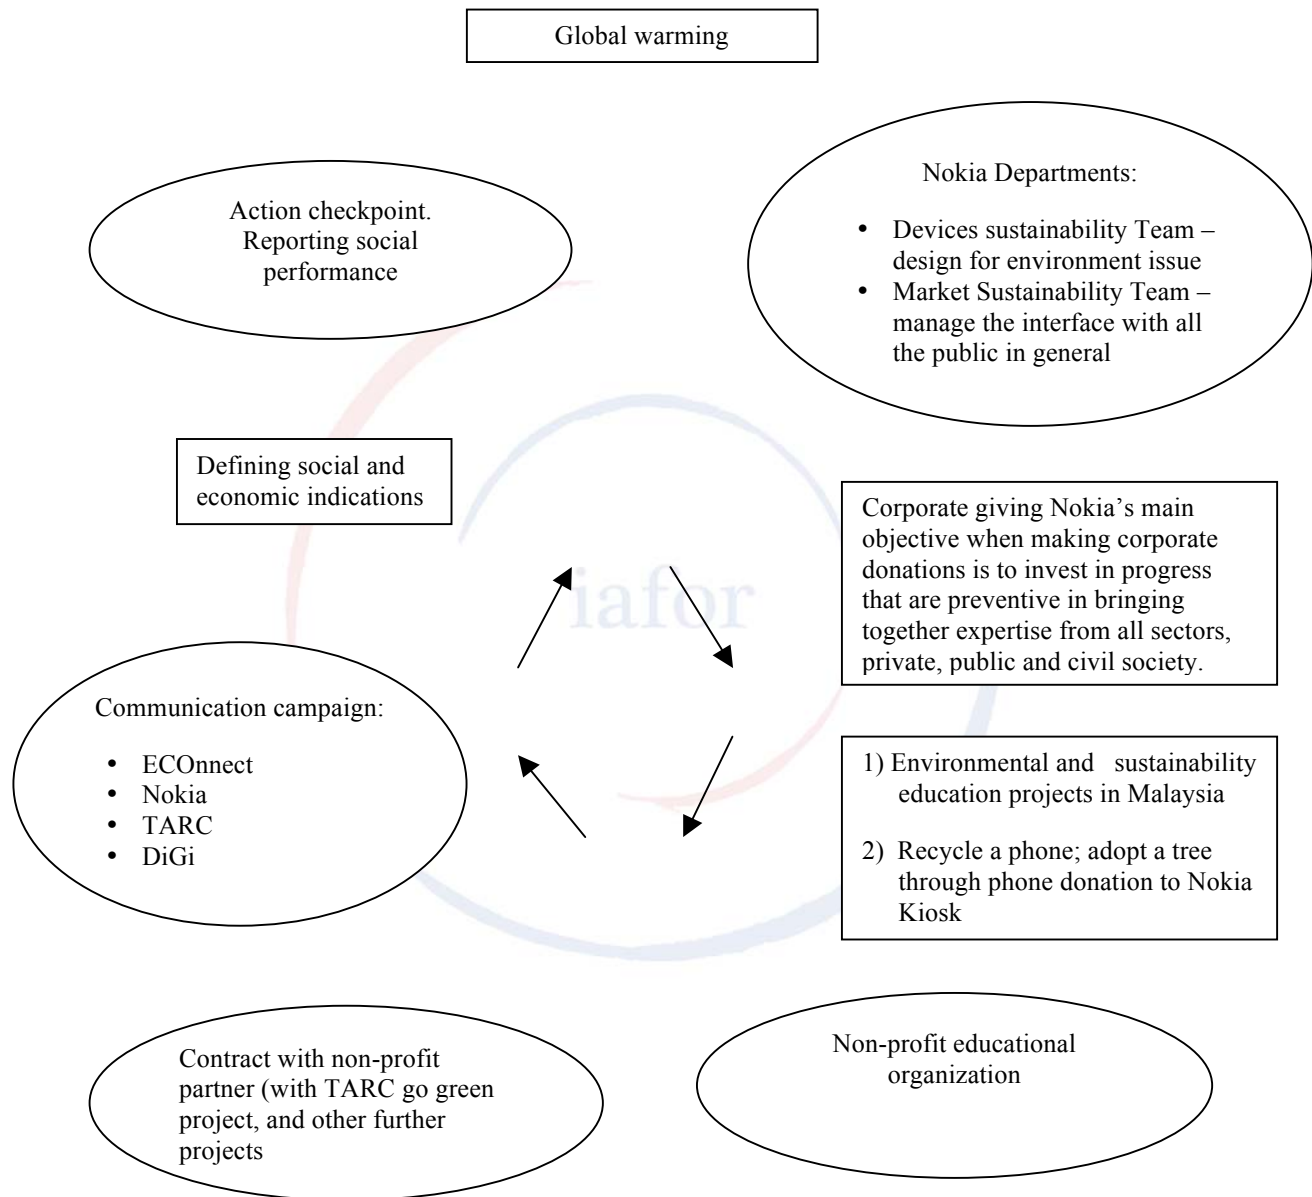 Global warming
Action checkpoint.
Reporting social
performance
Nokia Departments:
• Devices sustainability Team –
design for environment issue
• Market Sustainability Team –
manage the interface with all
the public in general
Defining social and
economic indications
Corporate giving Nokia's main
objective when making corporate
donations is to invest in progress
that are preventive in bringing
together expertise from all sectors,
private, public and civil society.
iafor
Communication campaign:
• ECOnnect
• Nokia
• TARC
• DiGi
1) Environmental and sustainability
education projects in Malaysia
2) Recycle a phone; adopt a tree
through phone donation to Nokia
Kiosk
Contract with non-profit
partner (with TARC go green
project, and other further
projects
Non-profit educational
organization